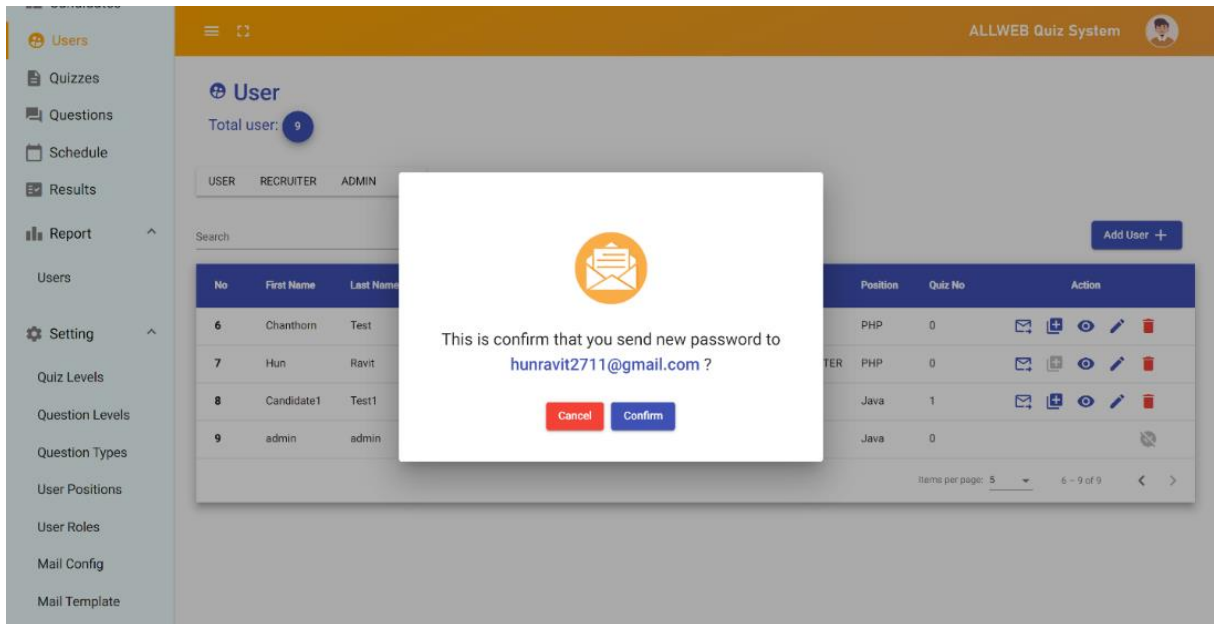 Users
ALLWEB Quiz System
Quizzes
Questions
Schedule
Results
Report
Users
Setting
Quiz Levels
Question Levels
Question Types
User Positions
User Roles
Mail Config
Mail Template
User
Total user: 9
USER RECRUITER ADMIN
Search
Add User +
No First Name Last Name Position Quiz No Action
6 Chanthorn Test PHP 0
7 Hun Ravit TER PHP 0
8 Candidate1 Test1 Java 1
9 admin admin Java 0
Items per page: 5 6 – 9 of 9
This is confirm that you send new password to
hunravit2711@gmail.com ?
Cancel Confirm